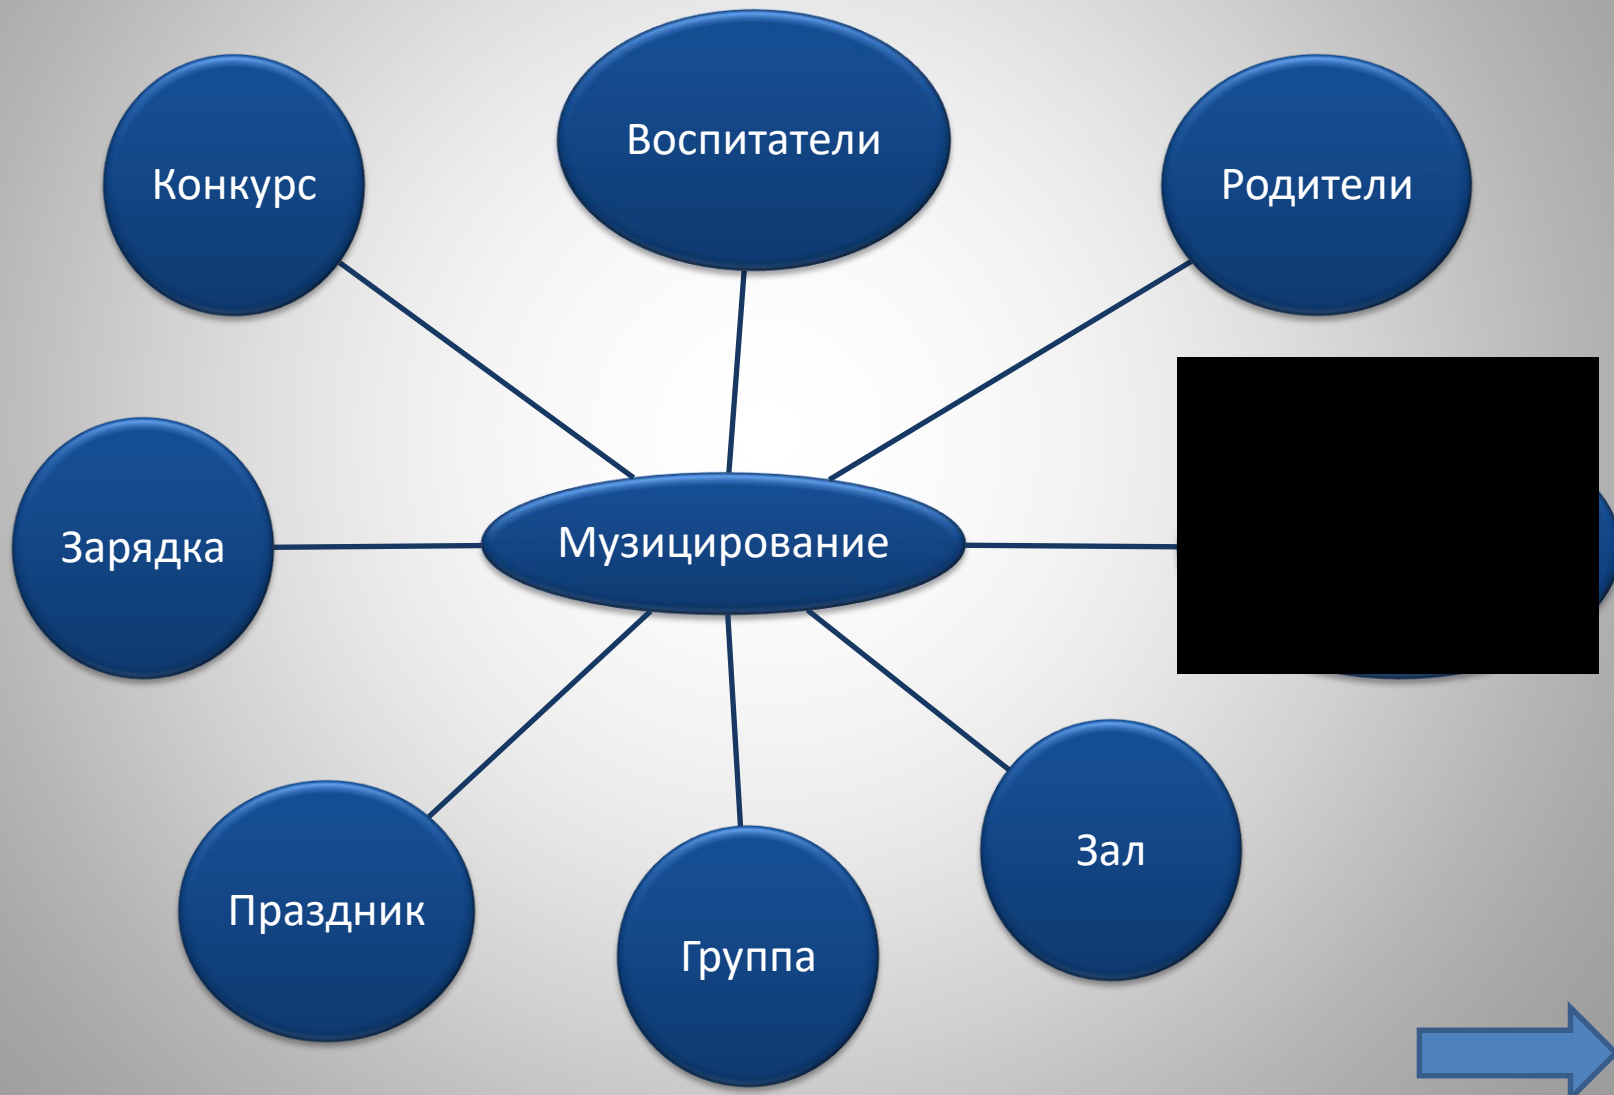 Воспитатели
Конкурс
Родители
Зарядка
Музицирование
Зал
Праздник
Группа